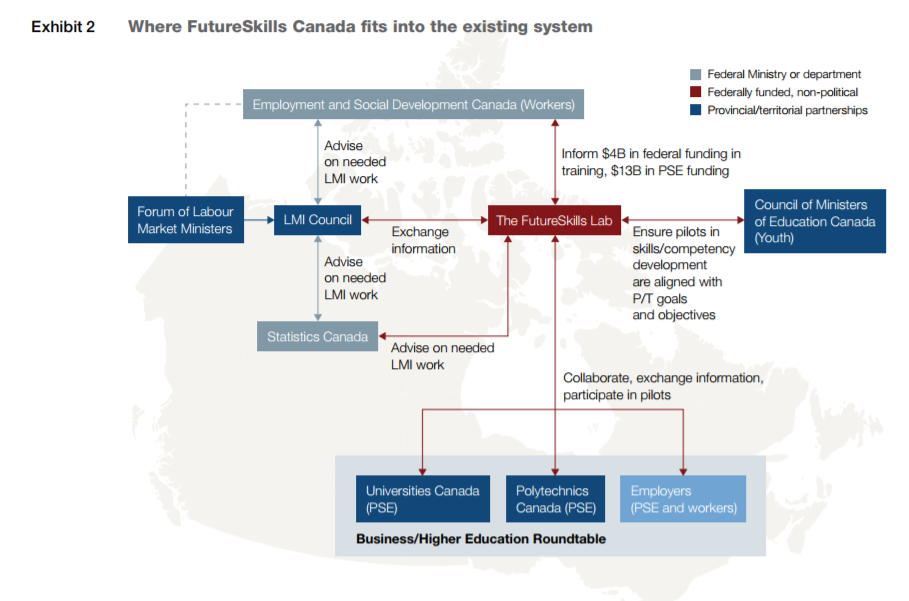 Exhibit 2 Where FutureSkills Canada fits into the existing system
Federal Ministry or department
Federally funded, non-political
Provincial/territorial partnerships
Employment and Social Development Canada (Workers)
Advise
on needed
LMI work
Inform $4B in federal funding in
training, $13B in PSE funding
Forum of Labour
Market Ministers
LMI Council
Exchange
information
The FutureSkills Lab
Council of Ministers
of Education Canada
(Youth)
Ensure pilots in
skills/competency
development
are aligned with
P/T goals
and objectives
Advise
on needed
LMI work
Statistics Canada
Advise on needed
LMI work
Collaborate, exchange information,
participate in pilots
Universities Canada
(PSE)
Polytechnics
Canada (PSE)
Employers
(PSE and workers)
Business/Higher Education Roundtable